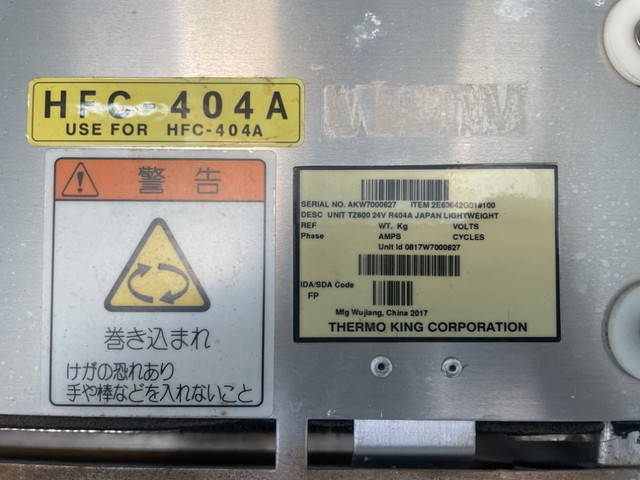 HFC-404A
USE FOR HFC-404A
警告
巻き込まれ
けがの恐れあり
手や棒などを入れないこと
SERIAL NO. AKW7000627 ITEM 2E63642G01#100
DESC UNIT TZ600 24V R404A JAPAN LIGHTWEIGHT
REF WT. Kg VOLTS
Phase AMPS CYCLES
Unit Id 0817W7000627
IDA/SDA Code
FP
Mfg Wujiang, China 2017
THERMO KING CORPORATION